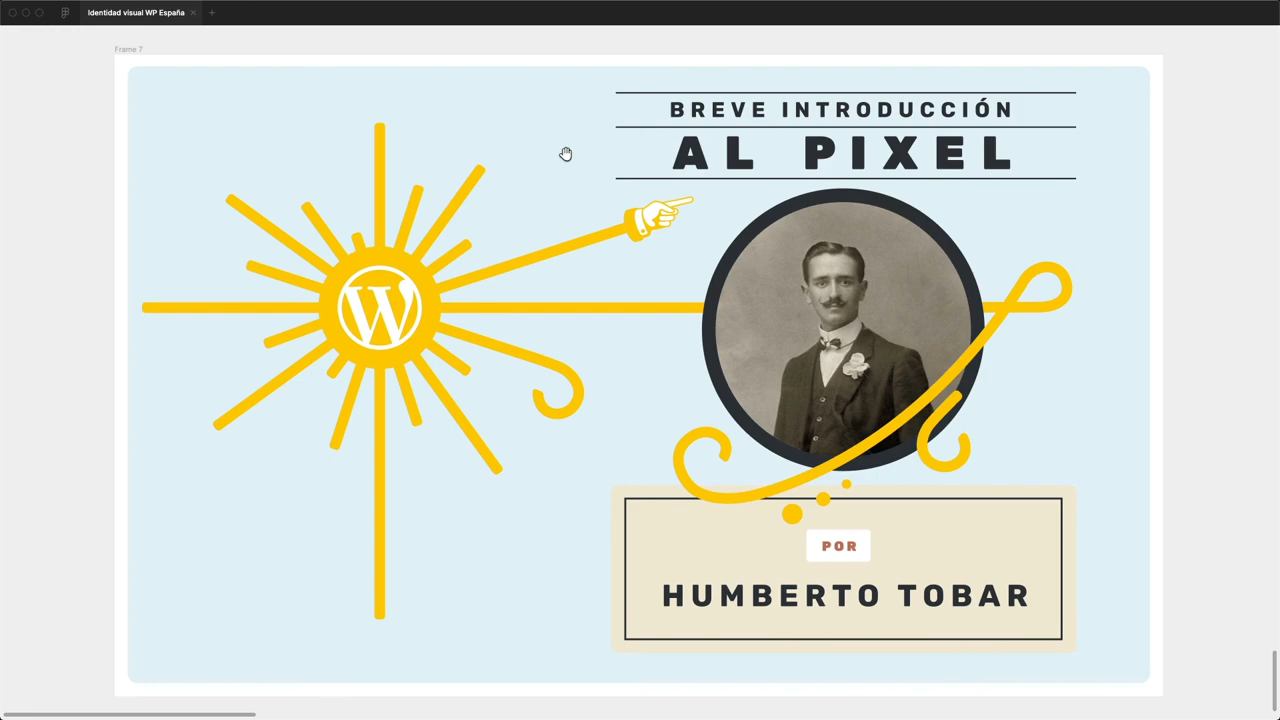 Identidad visual WP España
Frame 7
BREVE INTRODUCCIÓN
AL PIXEL
W
POR
HUMBERTO TOBAR